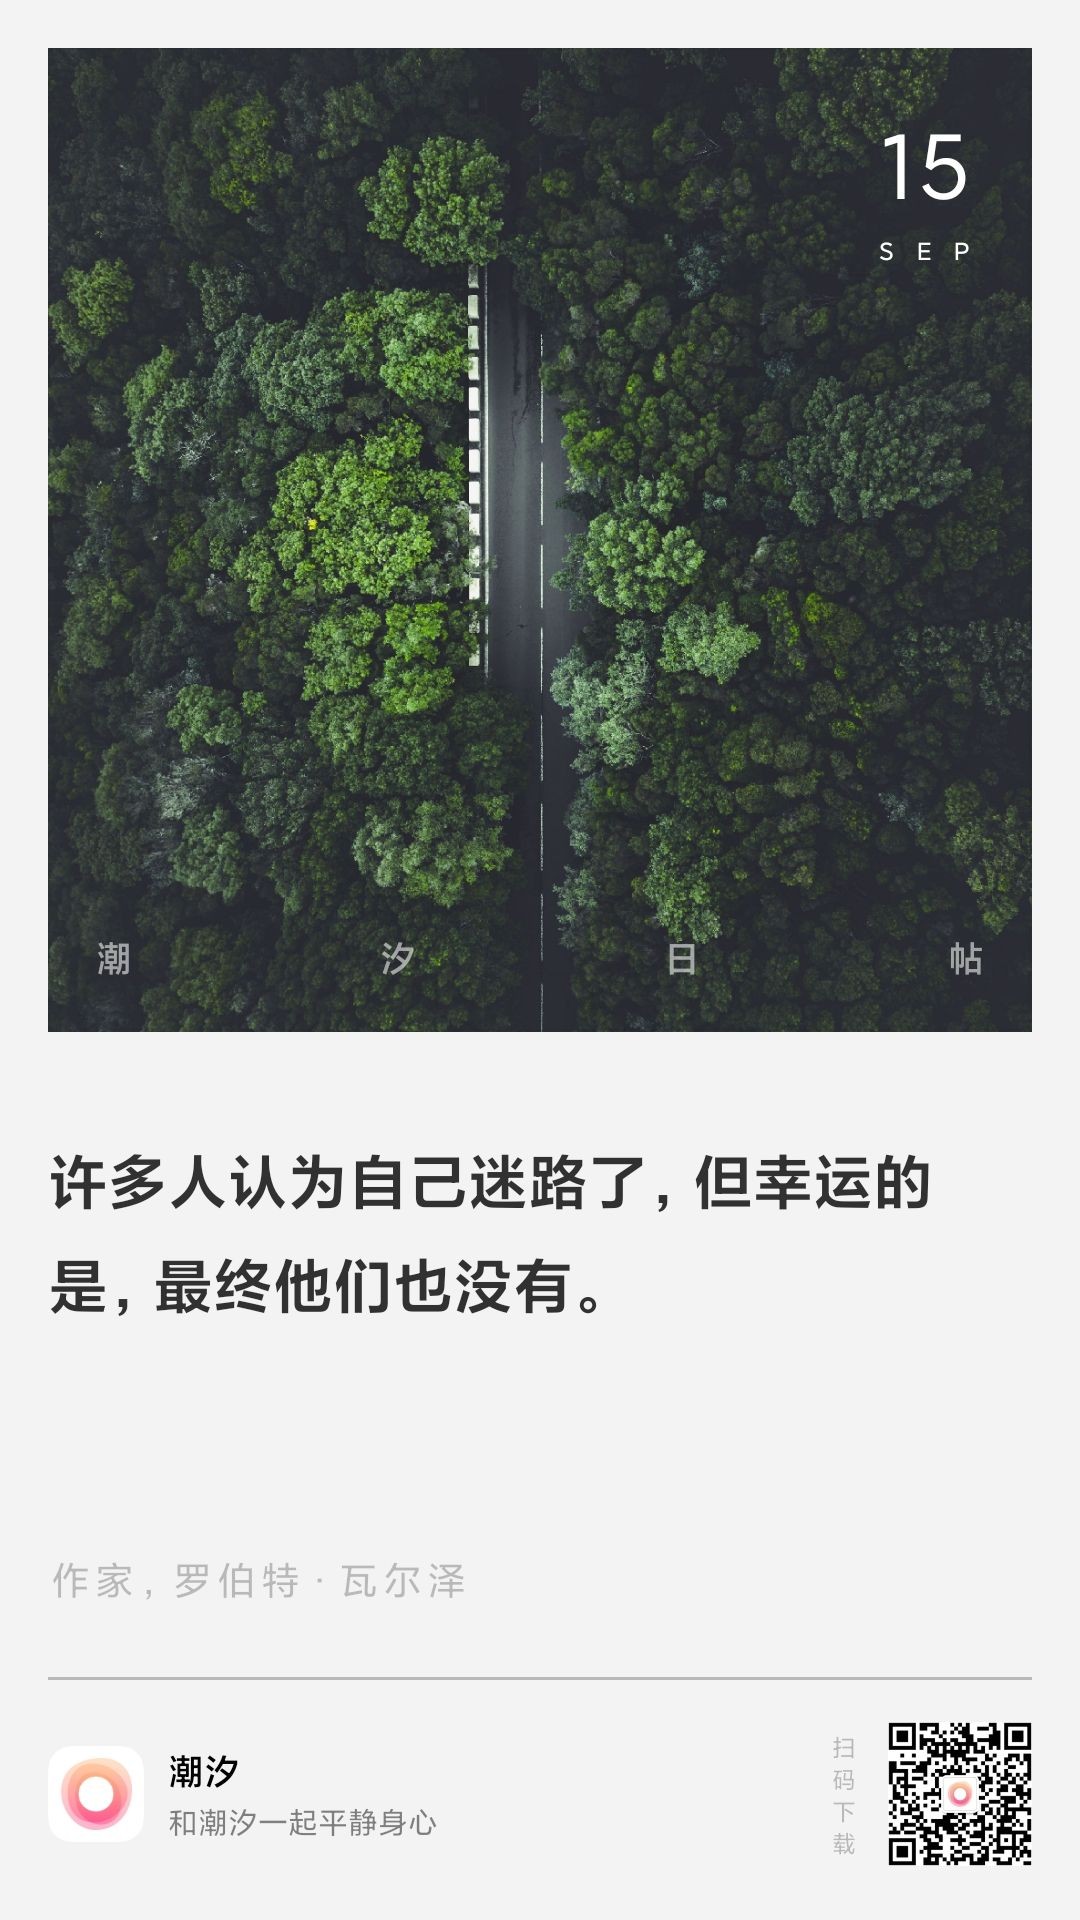 15
SEP
潮汐日帖
许多人认为自己迷路了，但幸运的
是，最终他们也没有。
作家，罗伯特·瓦尔泽
潮汐
和潮汐一起平静身心
扫码下载